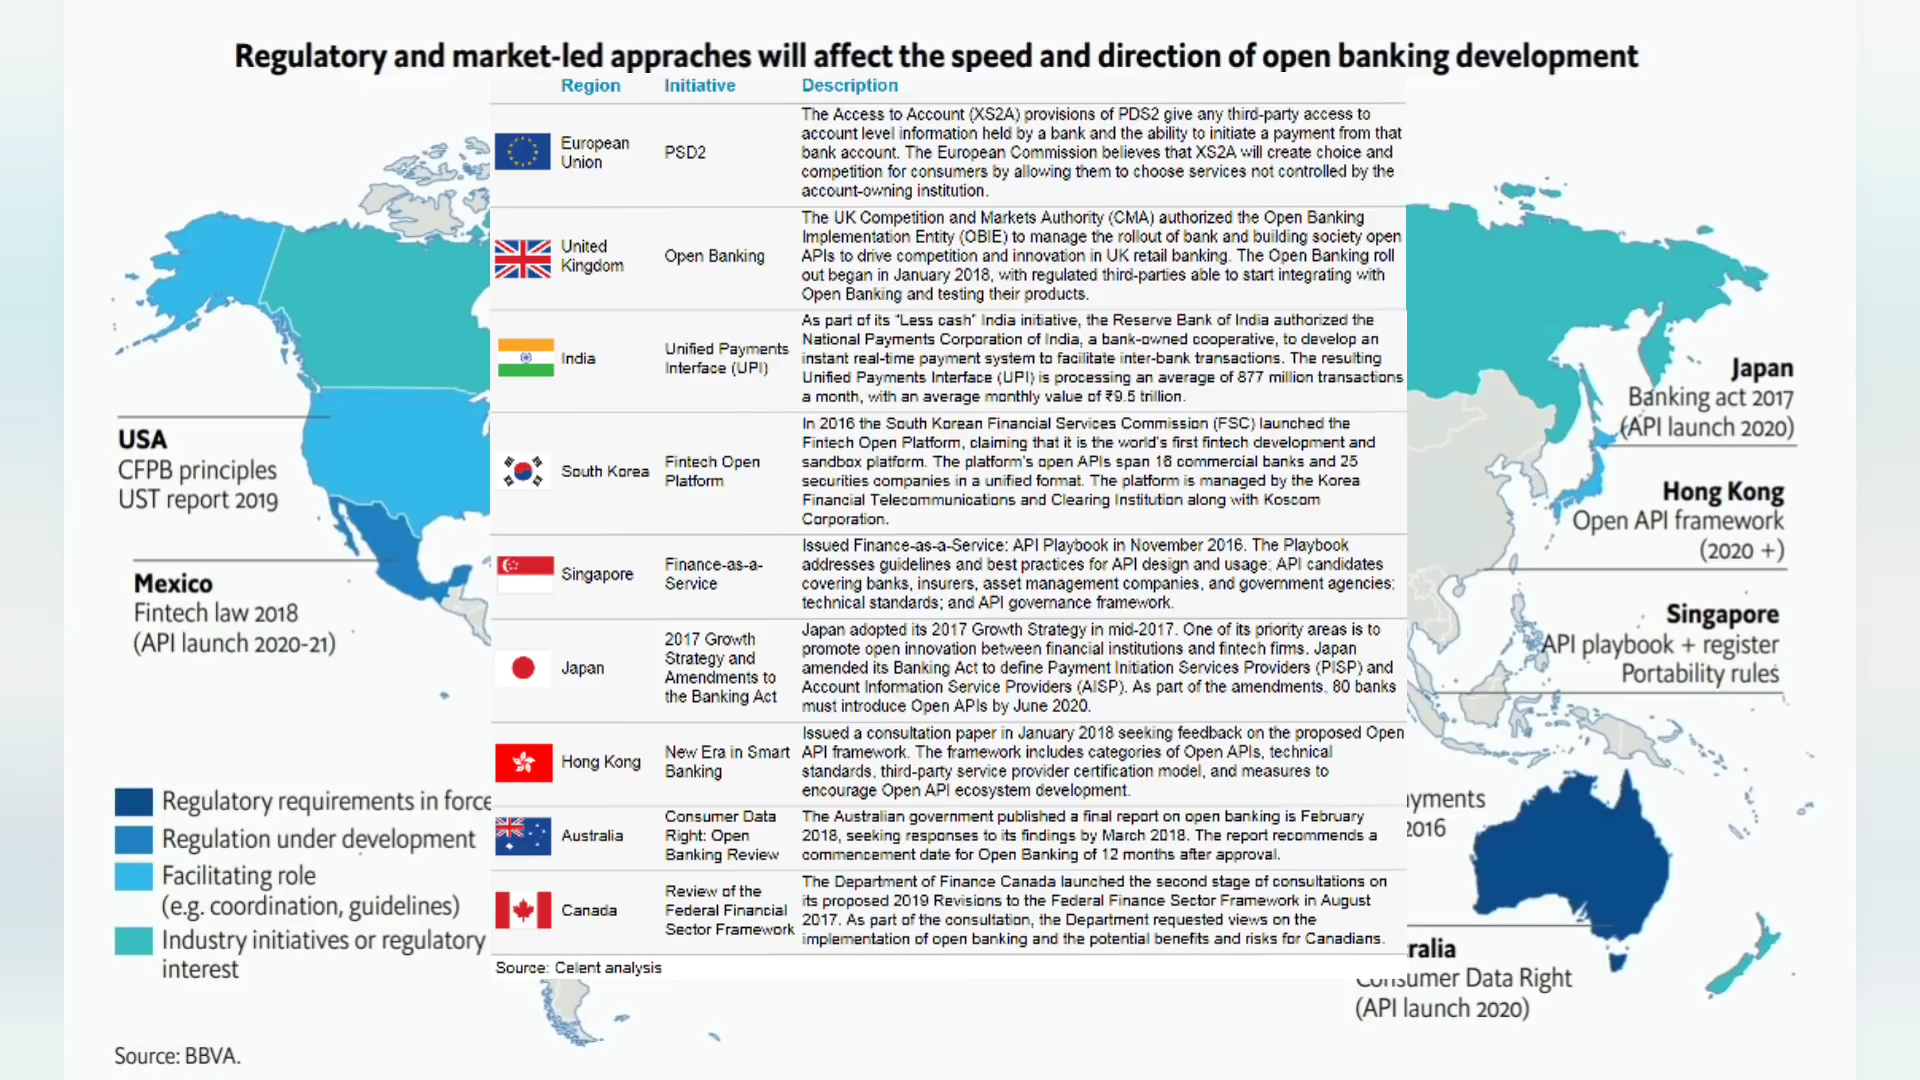 Regulatory and market-led appraches will affect the speed and direction of open banking development
Region Initiative Description
European
Union
PSD2
The Access to Account (XS2A) provisions of PDS2 give any third-party access to
account level information held by a bank and the ability to initiate a payment from that
bank account. The European Commission believes that XS2A will create choice and
competition for consumers by allowing them to choose services not controlled by the
account-owning institution.
United
Kingdom
Open Banking
The UK Competition and Markets Authority (CMA) authorized the Open Banking
Implementation Entity (OBIE) to manage the rollout of bank and building society open
APIs to drive competition and innovation in UK retail banking. The Open Banking roll
out began in January 2018, with regulated third-parties able to start integrating with
Open Banking and testing their products.
India
Unified Payments
Interface (UPI)
As part of its "Less cash" India initiative, the Reserve Bank of India authorized the
National Payments Corporation of India, a bank-owned cooperative, to develop an
instant real-time payment system to facilitate inter-bank transactions. The resulting
Unified Payments Interface (UPI) is processing an average of 877 million transactions
a month, with an average monthly value of ₹9.5 trillion.
South Korea
Fintech Open
Platform
In 2016 the South Korean Financial Services Commission (FSC) launched the
Fintech Open Platform, claiming that it is the world's first fintech development and
sandbox platform. The platform's open APIs span 16 commercial banks and 25
securities companies in a unified format. The platform is managed by the Korea
Financial Telecommunications and Clearing Institution along with Koscom
Corporation.
Singapore
Finance-as-a-
Service
Issued Finance-as-a-Service: API Playbook in November 2016. The Playbook
addresses guidelines and best practices for API design and usage; API candidates
covering banks, insurers, asset management companies, and government agencies;
technical standards; and API governance framework.
Japan
2017 Growth
Strategy and
Amendments to
the Banking Act
Japan adopted its 2017 Growth Strategy in mid-2017. One of its priority areas is to
promote open innovation between financial institutions and fintech firms. Japan
amended its Banking Act to define Payment Initiation Services Providers (PISP) and
Account Information Service Providers (AISP). As part of the amendments, 80 banks
must introduce Open APIs by June 2020.
Hong Kong
New Era in Smart
Banking
Issued a consultation paper in January 2018 seeking feedback on the proposed Open
API framework. The framework includes categories of Open APIs, technical
standards, third-party service provider certification model, and measures to
encourage Open API ecosystem development.
Australia
Consumer Data
Right: Open
Banking Review
The Australian government published a final report on open banking is February
2018, seeking responses to its findings by March 2018. The report recommends a
commencement date for Open Banking of 12 months after approval.
Canada
Review of the
Federal Financial
Sector Framework
The Department of Finance Canada launched the second stage of consultations on
its proposed 2019 Revisions to the Federal Finance Sector Framework in August
2017. As part of the consultation, the Department requested views on the
implementation of open banking and the potential benefits and risks for Canadians.
Source: Celent analysis
USA
CFPB principles
UST report 2019
Mexico
Fintech law 2018
(API launch 2020-21)
Regulatory requirements in force
Regulation under development
Facilitating role
(e.g. coordination, guidelines)
Industry initiatives or regulatory
interest
Source: BBVA.
Japan
Banking act 2017
(API launch 2020)
Hong Kong
Open API framework
(2020 +)
Singapore
API playbook + register
Portability rules
yments
2016
ralia
Consumer Data Right
(API launch 2020)